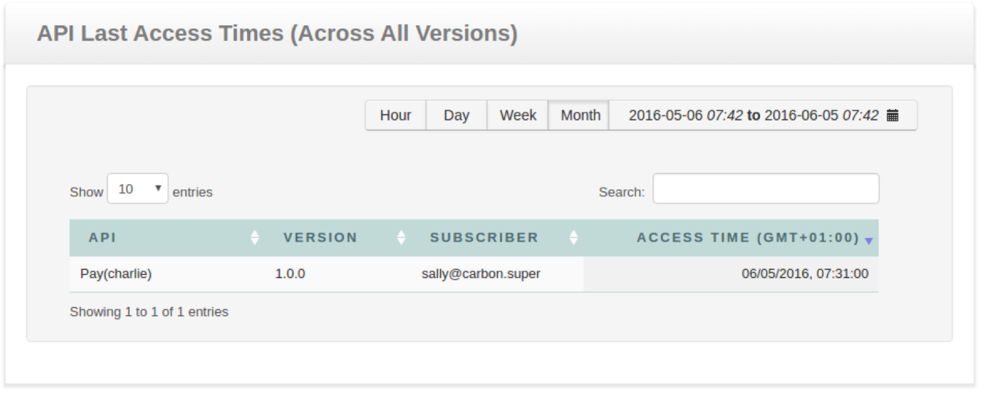 API Last Access Times (Across All Versions)
Hour Day Week Month 2016-05-06 07:42 to 2016-06-05 07:42
Show 10 entries Search:
API VERSION SUBSCRIBER ACCESS TIME (GMT+01:00)
Pay(charlie) 1.0.0 sally@carbon.super 06/05/2016, 07:31:00
Showing 1 to 1 of 1 entries